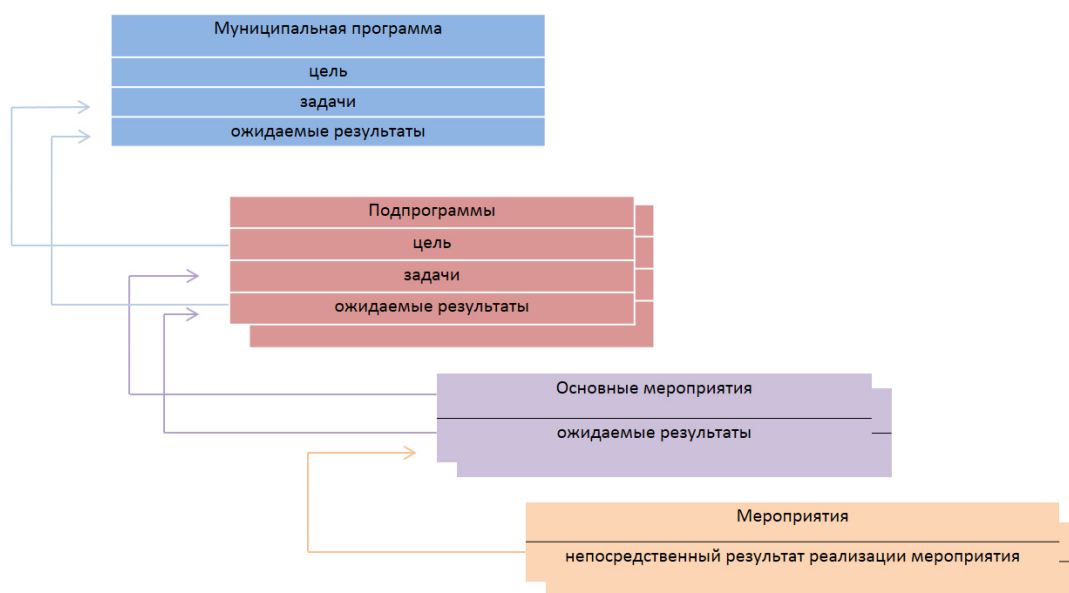 Муниципальная программа
цель
задачи
ожидаемые результаты
Подпрограммы
цель
задачи
ожидаемые результаты
Основные мероприятия
ожидаемые результаты
Мероприятия
непосредственный результат реализации мероприятия